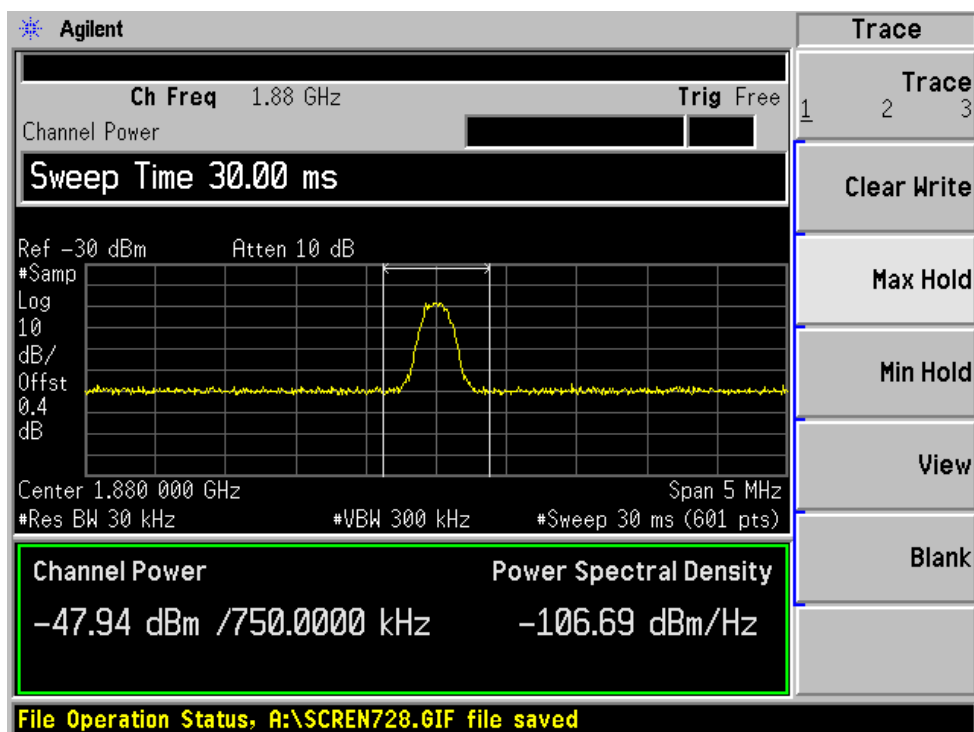 Agilent
Trace
Ch Freq 1.88 GHz Trig Free
Channel Power
Sweep Time 30.00 ms
Ref -30 dBm Atten 10 dB
#Samp
Log
10
dB/
Offst
0.4
dB
Center 1.880 000 GHz Span 5 MHz
#Res BW 30 kHz #VBW 300 kHz #Sweep 30 ms (601 pts)
Channel Power Power Spectral Density
-47.94 dBm /750.0000 kHz -106.69 dBm/Hz
File Operation Status, A:\SCREN728.GIF file saved
Trace
1 2 3
Clear Write
Max Hold
Min Hold
View
Blank